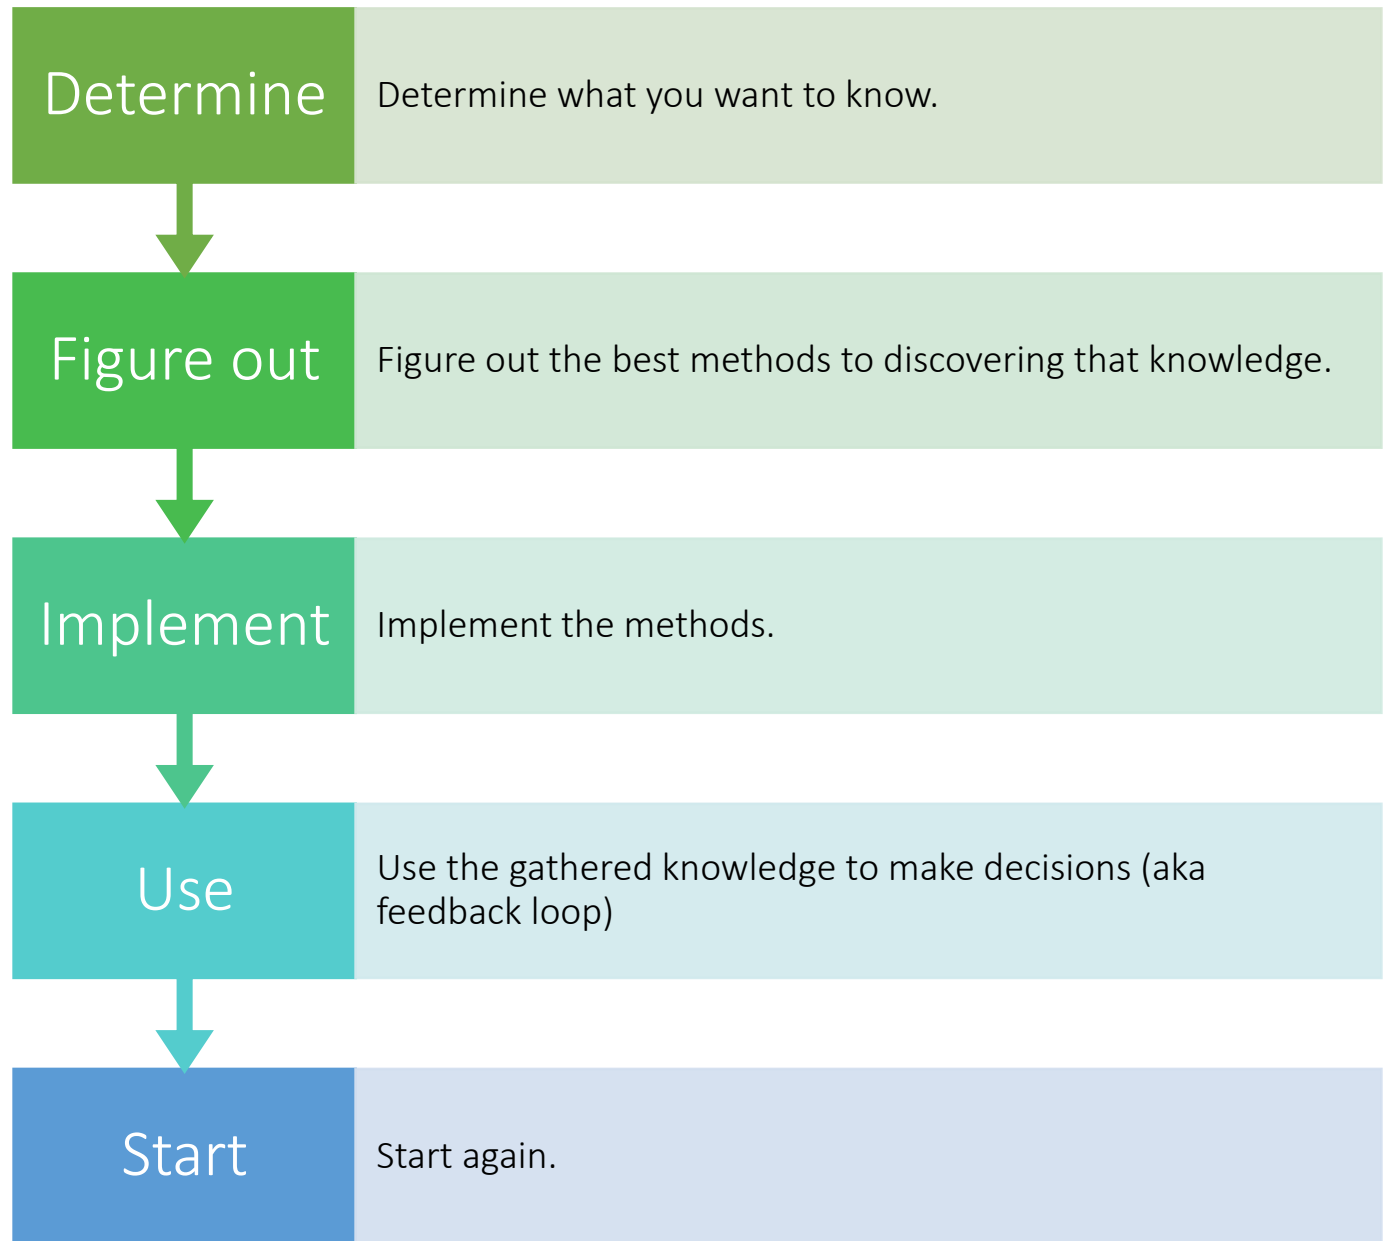 Determine
Determine what you want to know.
Figure out
Figure out the best methods to discovering that knowledge.
Implement
Implement the methods.
Use
Use the gathered knowledge to make decisions (aka
feedback loop)
Start
Start again.